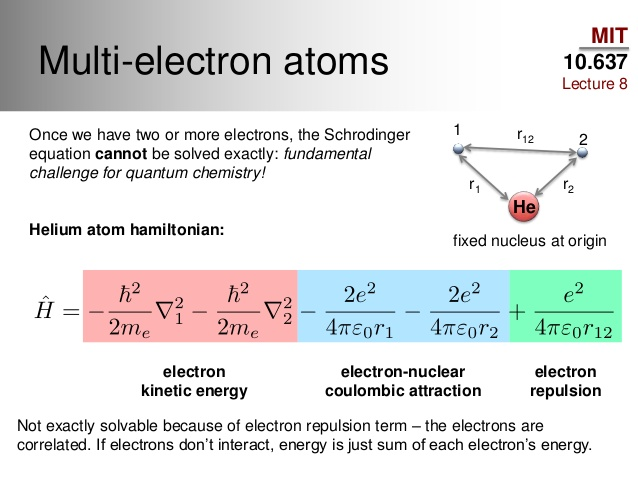 Multi-electron atoms
MIT
10.637
Lecture 8
Once we have two or more electrons, the Schrodinger
equation cannot be solved exactly: fundamental
challenge for quantum chemistry!
1
r12
2
r1
r2
He
fixed nucleus at origin
Helium atom hamiltonian:
Ĥ = −ħ²/2mₑ ∇₁² − ħ²/2mₑ ∇₂² − 2e²/4πε₀r₁ − 2e²/4πε₀r₂ + e²/4πε₀r₁₂
electron
kinetic energy
electron-nuclear
coulombic attraction
electron
repulsion
Not exactly solvable because of electron repulsion term – the electrons are
correlated. If electrons don't interact, energy is just sum of each electron's energy.